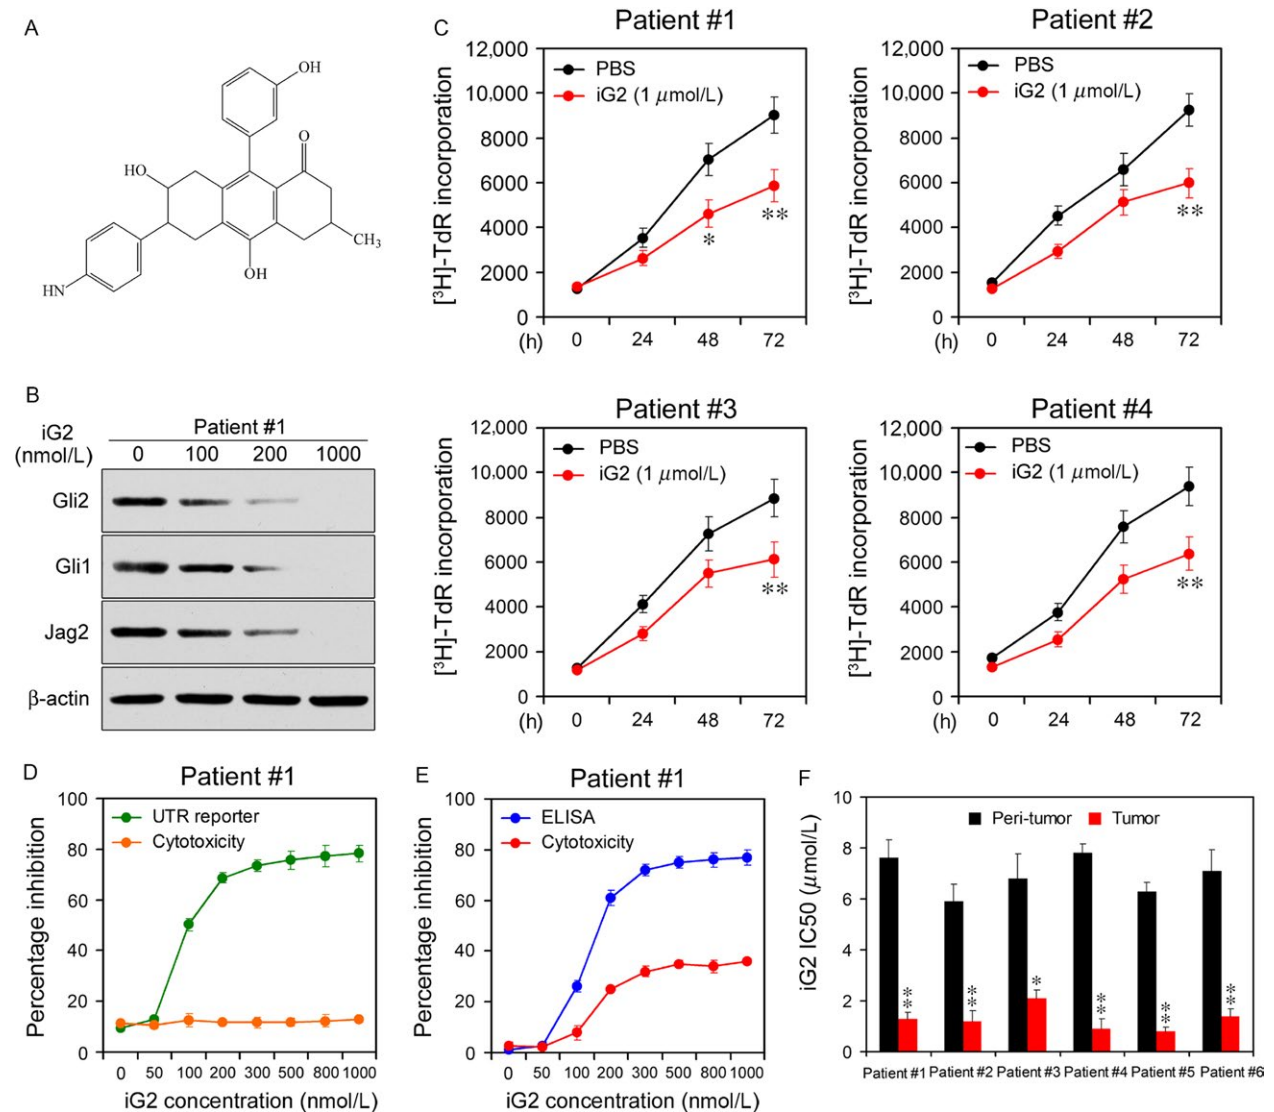 A
OH
O
HO
CH3
OH
HN
B
iG2
(nmol/L)
Patient #1
0 100 200 1000
Gli2
Gli1
Jag2
β-actin
C
Patient #1
12,000
10,000
8000
6000
4000
2000
0
[³H]-TdR incorporation
PBS
iG2 (1 μmol/L)
*
**
(h) 0 24 48 72
Patient #2
12,000
10,000
8000
6000
4000
2000
0
[³H]-TdR incorporation
PBS
iG2 (1 μmol/L)
**
(h) 0 24 48 72
Patient #3
12,000
10,000
8000
6000
4000
2000
0
[³H]-TdR incorporation
PBS
iG2 (1 μmol/L)
**
(h) 0 24 48 72
Patient #4
12,000
10,000
8000
6000
4000
2000
0
[³H]-TdR incorporation
PBS
iG2 (1 μmol/L)
**
(h) 0 24 48 72
D
Patient #1
100
80
60
40
20
0
Percentage inhibition
UTR reporter
Cytotoxicity
0 50 100 200 300 500 800 1000
iG2 concentration (nmol/L)
E
Patient #1
100
80
60
40
20
0
Percentage inhibition
ELISA
Cytotoxicity
0 50 100 200 300 500 800 1000
iG2 concentration (nmol/L)
F
10
8
6
4
2
0
iG2 IC50 (μmol/L)
Peri-tumor Tumor
** ** * ** ** **
Patient #1 Patient #2 Patient #3 Patient #4 Patient #5 Patient #6